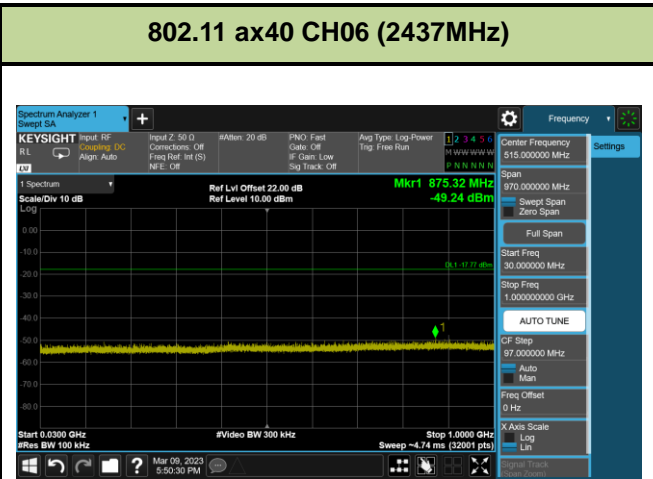 802.11 ax40 CH06 (2437MHz)
Spectrum Analyzer 1
Swept SA
+
Frequency
KEYSIGHT
RL
Input: RF
Coupling: DC
Align: Auto
Input Z: 50 Ω
Corrections: Off
Freq Ref: Int (S)
NFE: Off
#Atten: 20 dB
PNO: Fast
Gate: Off
IF Gain: Low
Sig Track: Off
Avg Type: Log-Power
Trig: Free Run
1 2 3 4 5 6
M W W W W W
P N N N N N
1 Spectrum
Scale/Div 10 dB
Ref Lvl Offset 22.00 dB
Ref Level 10.00 dBm
Mkr1 875.32 MHz
-49.24 dBm
Log
0.00
-10.0
DL1 -17.77 dBm
-20.0
-30.0
-40.0
1
-50.0
-60.0
-70.0
-80.0
Start 0.0300 GHz
#Res BW 100 kHz
#Video BW 300 kHz
Stop 1.0000 GHz
Sweep ~4.74 ms (32001 pts)
Center Frequency
515.000000 MHz
Settings
Span
970.000000 MHz
Swept Span
Zero Span
Full Span
Start Freq
30.000000 MHz
Stop Freq
1.000000000 GHz
AUTO TUNE
CF Step
97.000000 MHz
Auto
Man
Freq Offset
0 Hz
X Axis Scale
Log
Lin
Signal Track
(Span Zoom)
?
Mar 09, 2023
5:50:30 PM